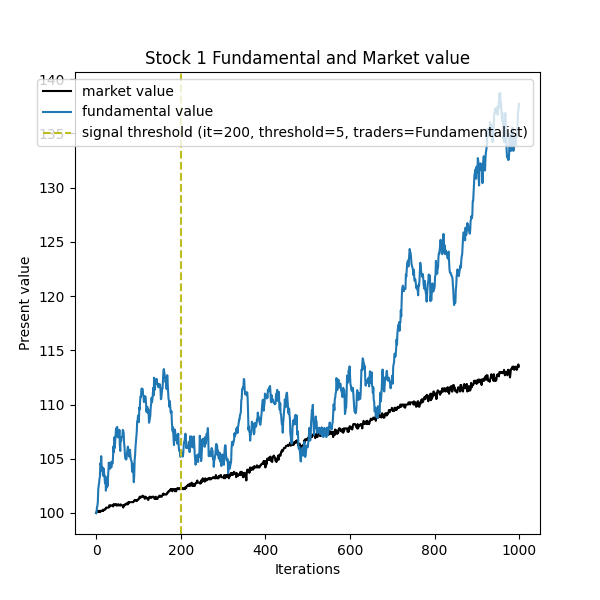 Stock 1 Fundamental and Market value
market value
fundamental value
signal threshold (it=200, threshold=5, traders=Fundamentalist)
140
135
130
125
120
115
110
105
100
Present value
0 200 400 600 800 1000
Iterations